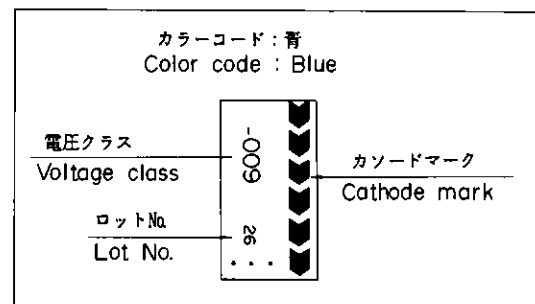 カラーコード : 青
Color code : Blue
電圧クラス
Voltage class
-009
カソードマーク
Cathode mark
ロットNo.
Lot No.
26
...